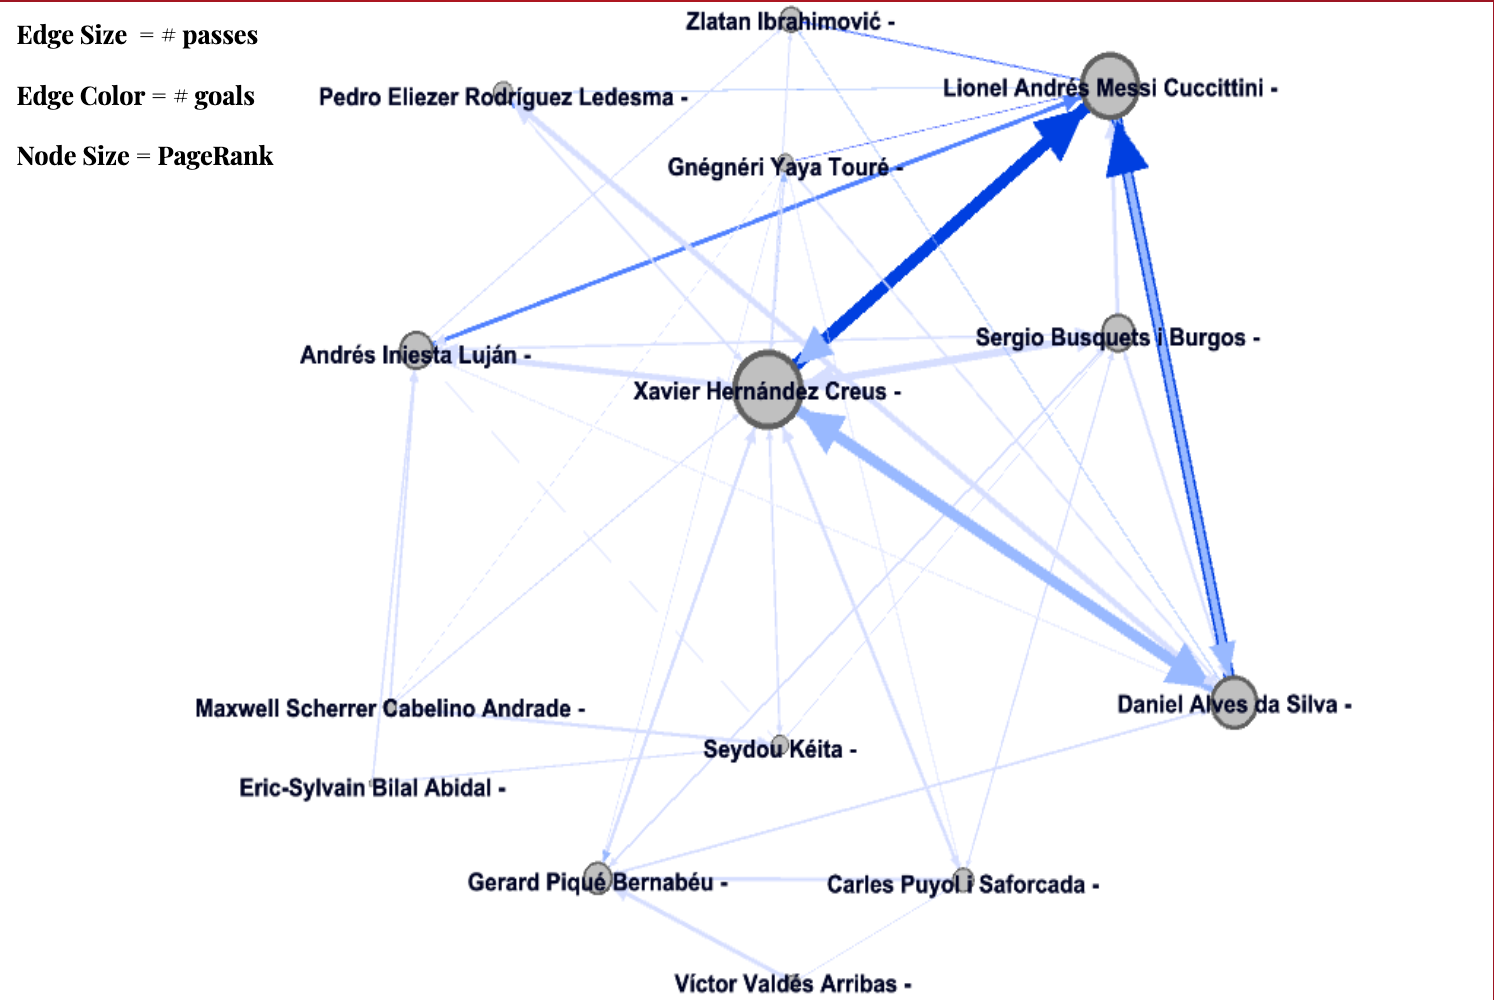 Edge Size = # passes
Edge Color = # goals
Node Size = PageRank
Zlatan Ibrahimović -
Lionel Andrés Messi Cuccittini -
Pedro Eliezer Rodríguez Ledesma -
Gnégnéri Yaya Touré -
Sergio Busquets i Burgos -
Andrés Iniesta Luján -
Xavier Hernández Creus -
Maxwell Scherrer Cabelino Andrade -
Daniel Alves da Silva -
Seydou Kéita -
Eric-Sylvain Bilal Abidal -
Gerard Piqué Bernabéu -
Carles Puyol i Saforcada -
Víctor Valdés Arribas -